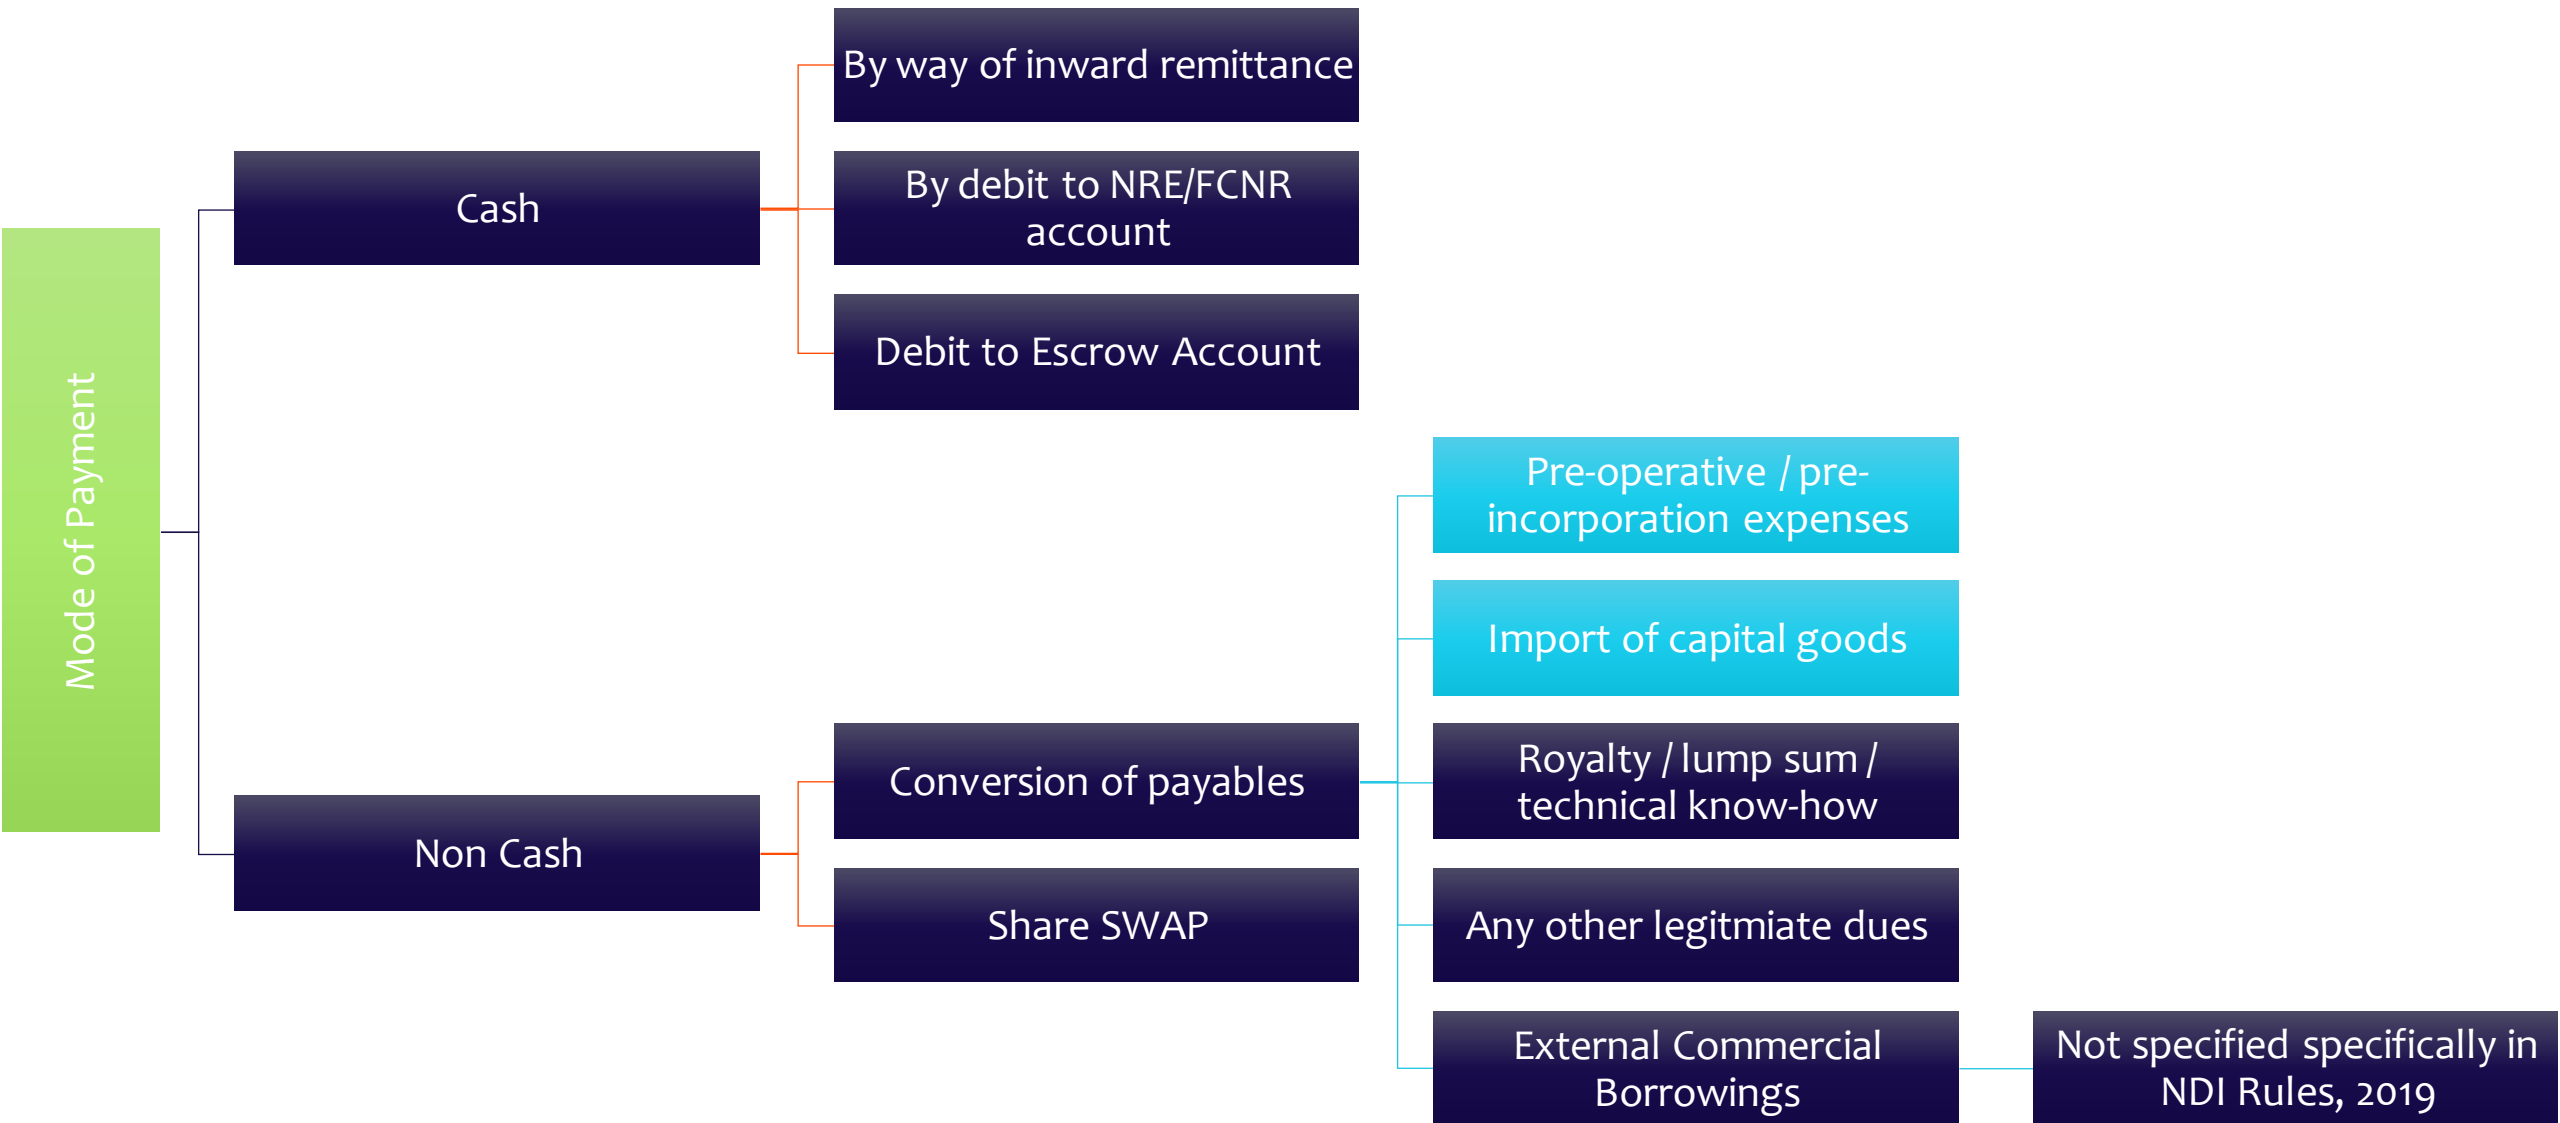 Mode of Payment
Cash
By way of inward remittance
By debit to NRE/FCNR
account
Debit to Escrow Account
Non Cash
Conversion of payables
Pre-operative / pre-
incorporation expenses
Import of capital goods
Royalty / lump sum /
technical know-how
Any other legitmiate dues
External Commercial
Borrowings
Not specified specifically in
NDI Rules, 2019
Share SWAP